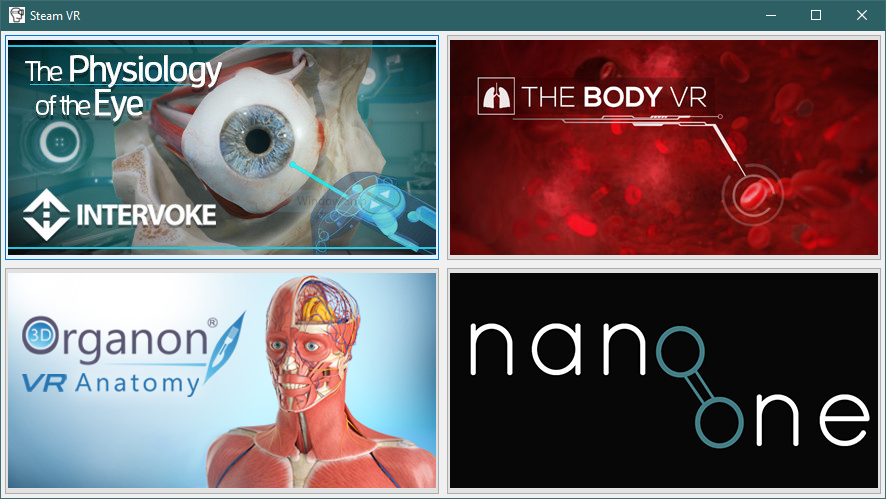 Steam VR
The Physiology
of the Eye
INTERVOKE
THE BODY VR
3D Organon®
VR Anatomy
nano
one